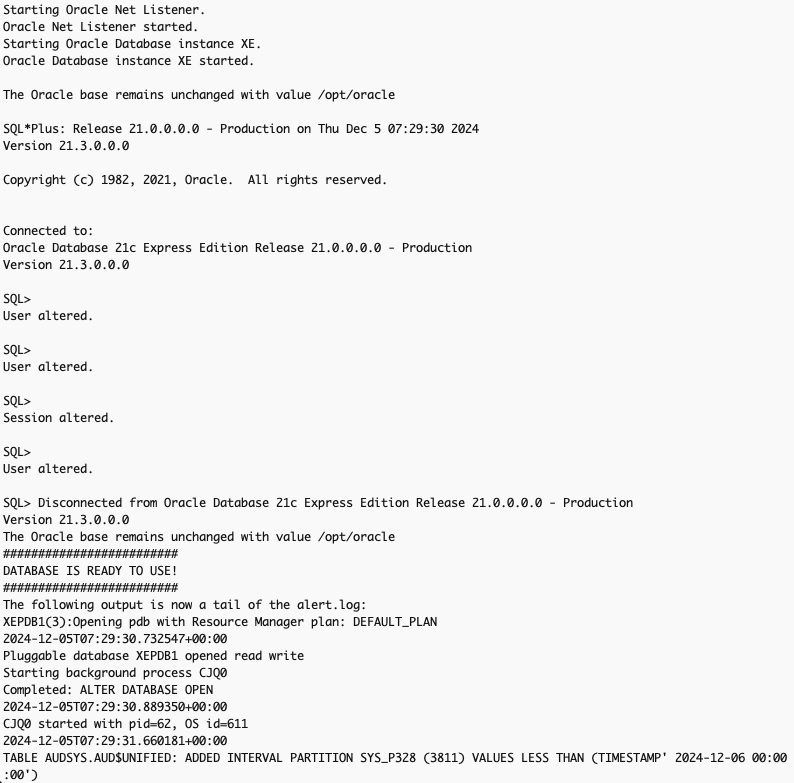 Starting Oracle Net Listener.
Oracle Net Listener started.
Starting Oracle Database instance XE.
Oracle Database instance XE started.
The Oracle base remains unchanged with value /opt/oracle
SQL*Plus: Release 21.0.0.0.0 - Production on Thu Dec 5 07:29:30 2024
Version 21.3.0.0.0
Copyright (c) 1982, 2021, Oracle.  All rights reserved.
Connected to:
Oracle Database 21c Express Edition Release 21.0.0.0.0 - Production
Version 21.3.0.0.0
SQL>
User altered.
SQL>
User altered.
SQL>
Session altered.
SQL>
User altered.
SQL> Disconnected from Oracle Database 21c Express Edition Release 21.0.0.0.0 - Production
Version 21.3.0.0.0
The Oracle base remains unchanged with value /opt/oracle
#########################
DATABASE IS READY TO USE!
#########################
The following output is now a tail of the alert.log:
XEPDB1(3):Opening pdb with Resource Manager plan: DEFAULT_PLAN
2024-12-05T07:29:30.732547+00:00
Pluggable database XEPDB1 opened read write
Starting background process CJQ0
Completed: ALTER DATABASE OPEN
2024-12-05T07:29:30.889350+00:00
CJQ0 started with pid=62, OS id=611
2024-12-05T07:29:31.660181+00:00
TABLE AUDSYS.AUD$UNIFIED: ADDED INTERVAL PARTITION SYS_P328 (3811) VALUES LESS THAN (TIMESTAMP' 2024-12-06 00:00
:00')